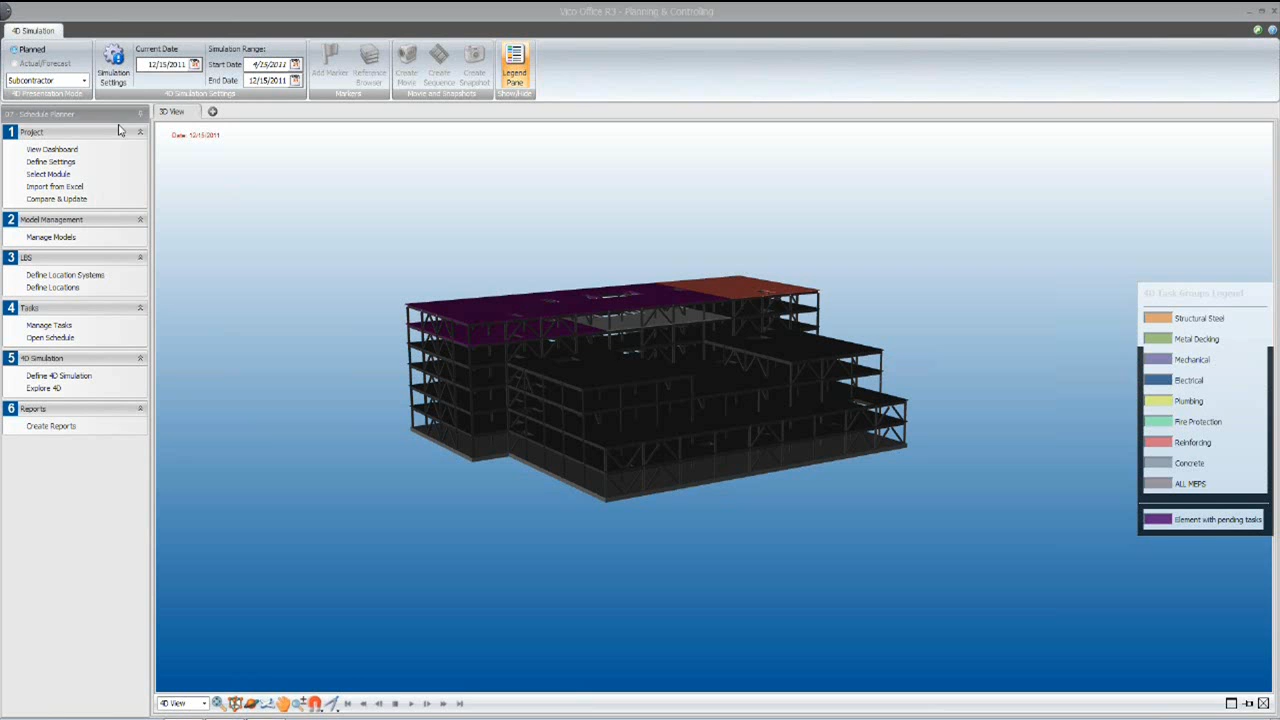 Vico Office R3 - Planning & Controlling
4D Simulation
Planned
Actual/Forecast
Subcontractor
4D Presentation Mode
Simulation Settings
Current Date
12/15/2011
Simulation Range:
Start Date 4/25/2011
End Date 12/15/2011
4D Simulation Settings
Add Marker
Reference Browser
Markers
Create Movie
Create Sequence
Create Snapshot
Movie and Snapshots
Legend Pane
Show/Hide
07 - Schedule Planner
3D View
Date: 12/15/2011
1 Project
View Dashboard
Define Settings
Select Module
Import from Excel
Compare & Update
2 Model Management
Manage Models
3 LBS
Define Location Systems
Define Locations
4 Tasks
Manage Tasks
Open Schedule
5 4D Simulation
Define 4D Simulation
Explore 4D
6 Reports
Create Reports
4D Task Groups Legend
Structural Steel
Metal Decking
Mechanical
Electrical
Plumbing
Fire Protection
Reinforcing
Concrete
ALL MEPS
Element with pending tasks
4D View